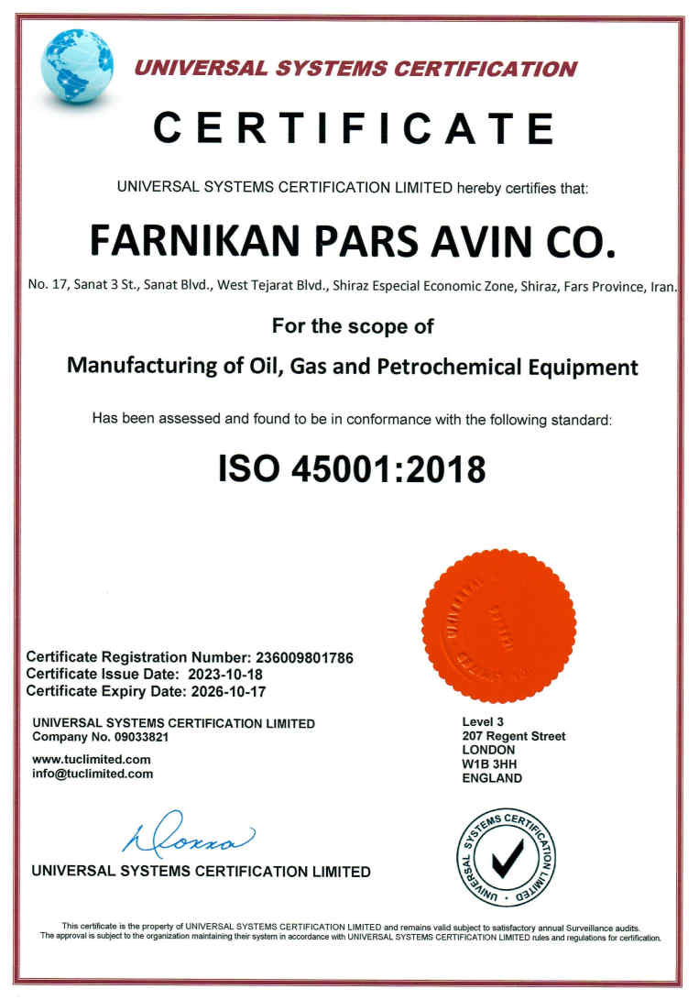 UNIVERSAL SYSTEMS CERTIFICATION
CERTIFICATE
UNIVERSAL SYSTEMS CERTIFICATION LIMITED hereby certifies that:
FARNIKAN PARS AVIN CO.
No. 17, Sanat 3 St., Sanat Blvd., West Tejarat Blvd., Shiraz Especial Economic Zone, Shiraz, Fars Province, Iran.
For the scope of
Manufacturing of Oil, Gas and Petrochemical Equipment
Has been assessed and found to be in conformance with the following standard:
ISO 45001:2018
UNIVERSAL
LIMITED
Certificate Registration Number: 236009801786
Certificate Issue Date: 2023-10-18
Certificate Expiry Date: 2026-10-17
UNIVERSAL SYSTEMS CERTIFICATION LIMITED
Company No. 09033821
www.tuclimited.com
info@tuclimited.com
Level 3
207 Regent Street
LONDON
W1B 3HH
ENGLAND
UNIVERSAL SYSTEMS CERTIFICATION LIMITED
UNIVERSAL SYSTEMS CERTIFICATION LIMITED
This certificate is the property of UNIVERSAL SYSTEMS CERTIFICATION LIMITED and remains valid subject to satisfactory annual Surveillance audits.
The approval is subject to the organization maintaining their system in accordance with UNIVERSAL SYSTEMS CERTIFICATION LIMITED rules and regulations for certification.